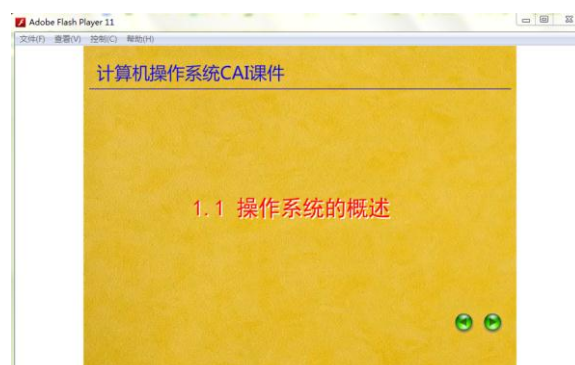 Adobe Flash Player 11
文件(F) 查看(V) 控制(C) 帮助(H)
计算机操作系统CAI课件
1.1 操作系统的概述